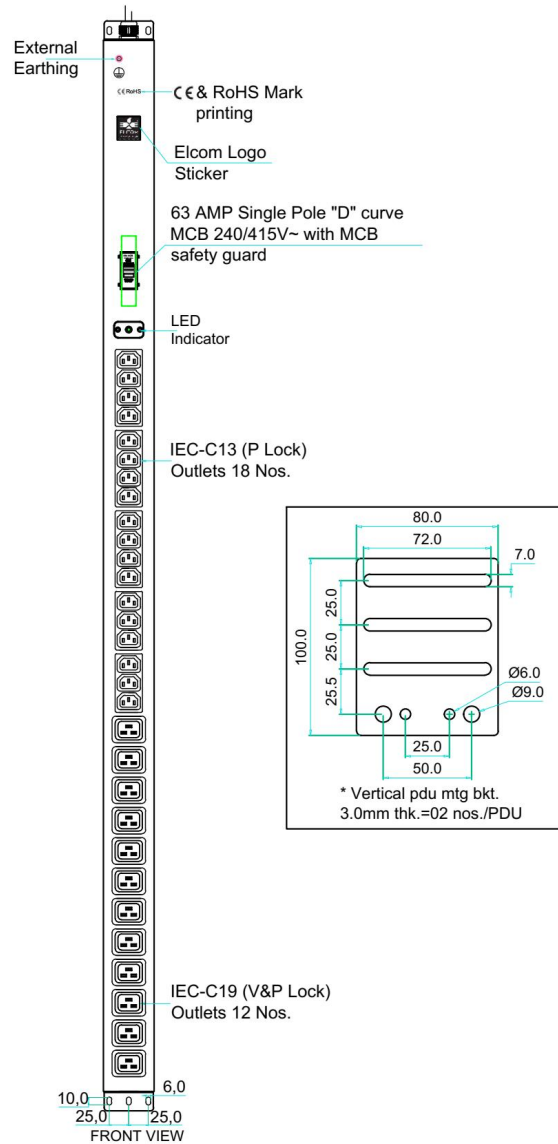 External
Earthing
CE RoHS
CE & RoHS Mark
printing
ELCOM
Elcom Logo
Sticker
63 AMP Single Pole "D" curve
MCB 240/415V~ with MCB
safety guard
LED
Indicator
IEC-C13 (P Lock)
Outlets 18 Nos.
80.0
72.0
7.0
25.0
100.0
25.0
25.5
Ø6.0
Ø9.0
25.0
50.0
* Vertical pdu mtg bkt.
3.0mm thk.=02 nos./PDU
IEC-C19 (V&P Lock)
Outlets 12 Nos.
6,0
10,0
25,0 25,0
FRONT VIEW